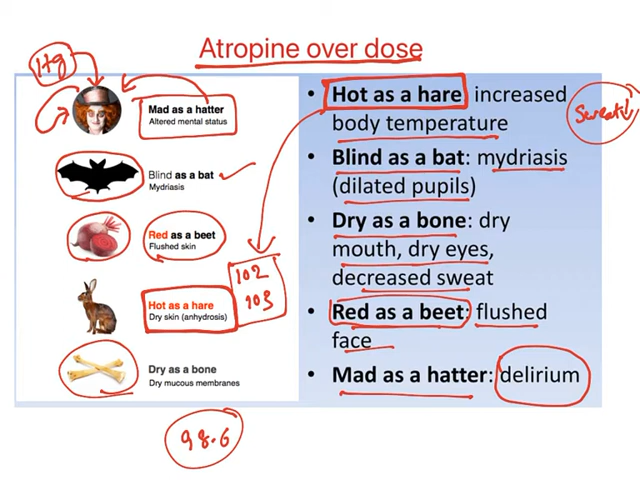 Atropine over dose
Hg
Mad as a hatter
Altered mental status
Blind as a bat
Mydriasis
Red as a beet
Flushed skin
102
103
Hot as a hare
Dry skin (anhydrosis)
Dry as a bone
Dry mucous membranes
98.6
• Hot as a hare: increased
body temperature
• Blind as a bat: mydriasis
(dilated pupils)
• Dry as a bone: dry
mouth, dry eyes,
decreased sweat
• Red as a beet: flushed
face
• Mad as a hatter: delirium
Sweat↓